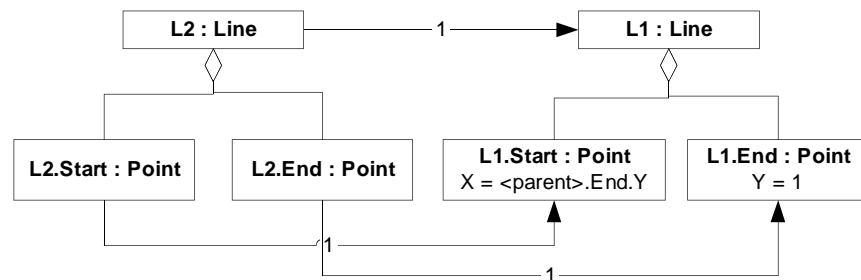 L2 : Line
1
L1 : Line
L2.Start : Point
L2.End : Point
L1.Start : Point
X = <parent>.End.Y
L1.End : Point
Y = 1
1
1